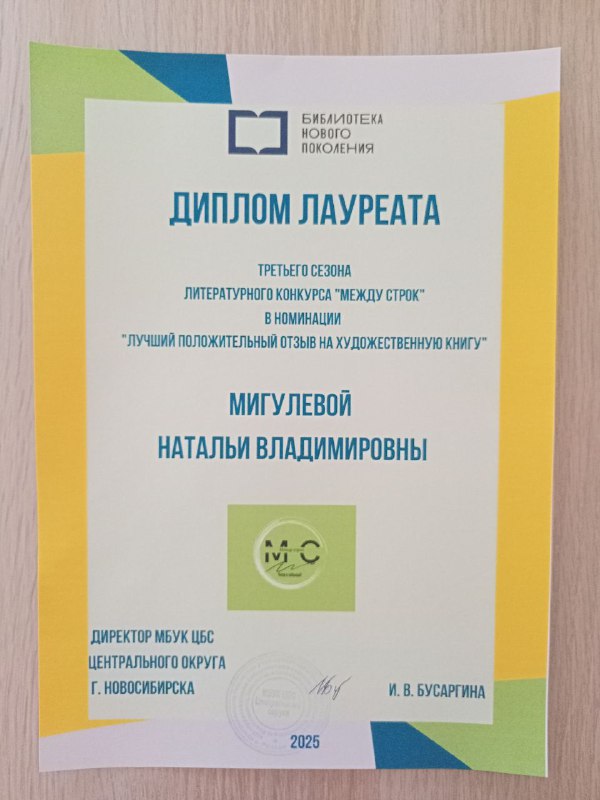 БИБЛИОТЕКА
НОВОГО
ПОКОЛЕНИЯ
ДИПЛОМ ЛАУРЕАТА
ТРЕТЬЕГО СЕЗОНА
ЛИТЕРАТУРНОГО КОНКУРСА "МЕЖДУ СТРОК"
В НОМИНАЦИИ
"ЛУЧШИЙ ПОЛОЖИТЕЛЬНЫЙ ОТЗЫВ НА ХУДОЖЕСТВЕННУЮ КНИГУ"
МИГУЛЕВОЙ
НАТАЛЬИ ВЛАДИМИРОВНЫ
М С
ДИРЕКТОР МБУК ЦБС
ЦЕНТРАЛЬНОГО ОКРУГА
Г. НОВОСИБИРСКА
И. В. БУСАРГИНА
2025